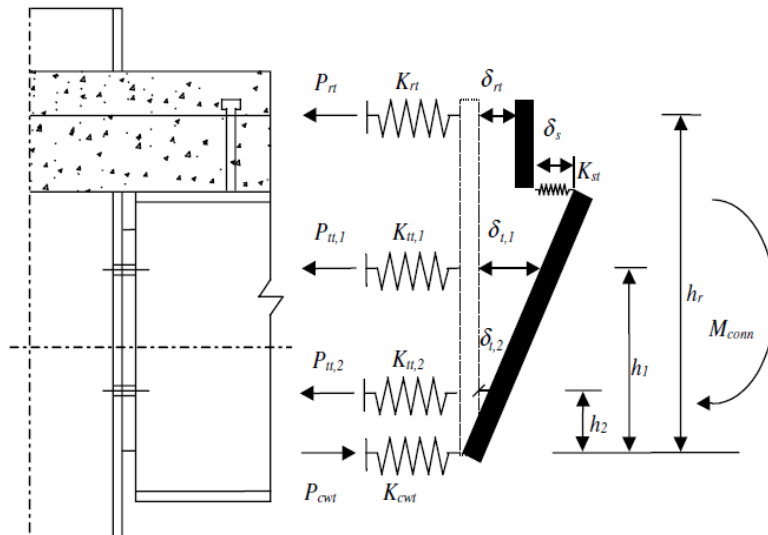 P_rt K_rt δ_rt
δ_s
K_st
P_tt,1 K_tt,1 δ_t,1
h_r
M_conn
P_tt,2 K_tt,2 δ_t,2
h_1
h_2
P_cwt K_cwt